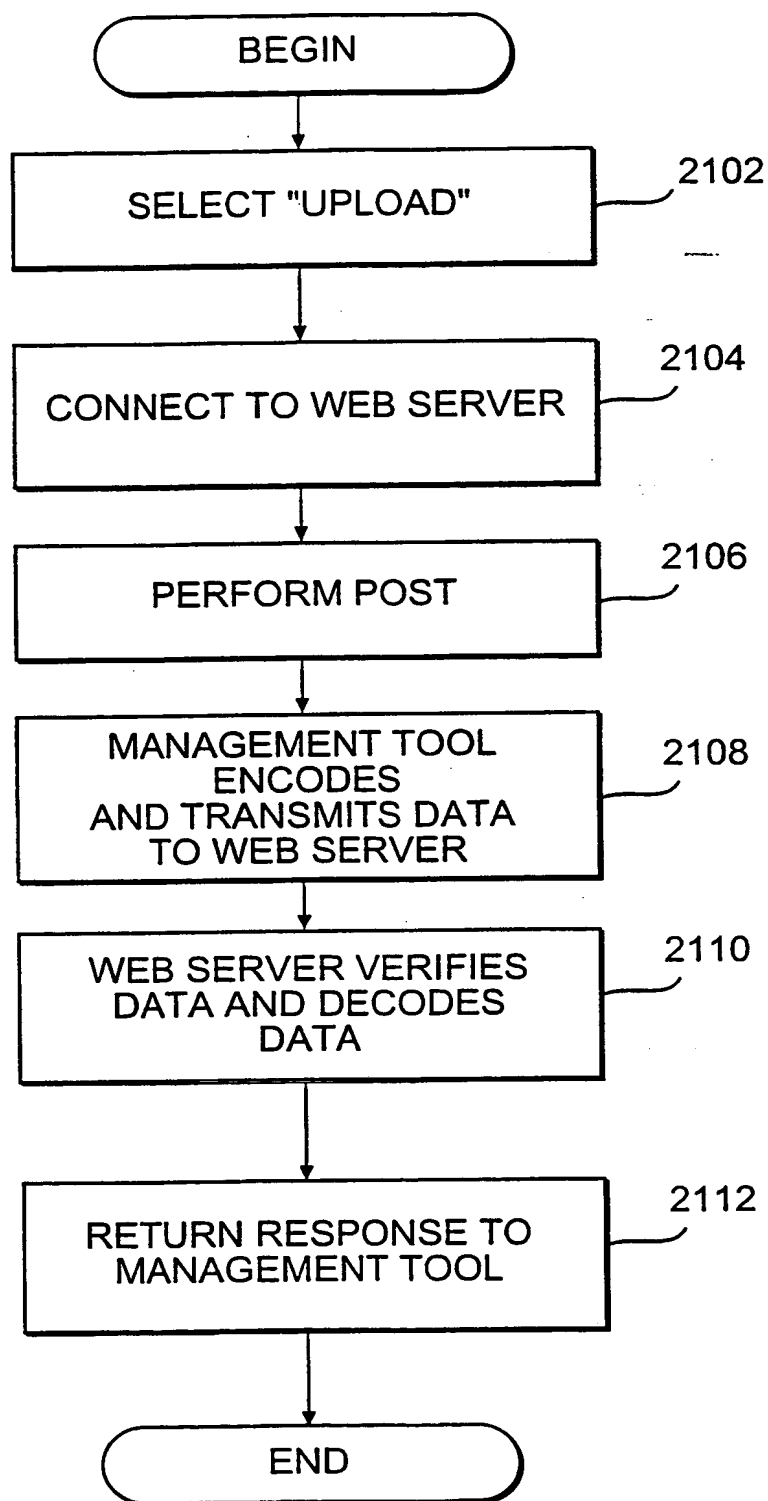 BEGIN
SELECT "UPLOAD"
2102
CONNECT TO WEB SERVER
2104
PERFORM POST
2106
MANAGEMENT TOOL
ENCODES
AND TRANSMITS DATA
TO WEB SERVER
2108
WEB SERVER VERIFIES
DATA AND DECODES
DATA
2110
RETURN RESPONSE TO
MANAGEMENT TOOL
2112
END